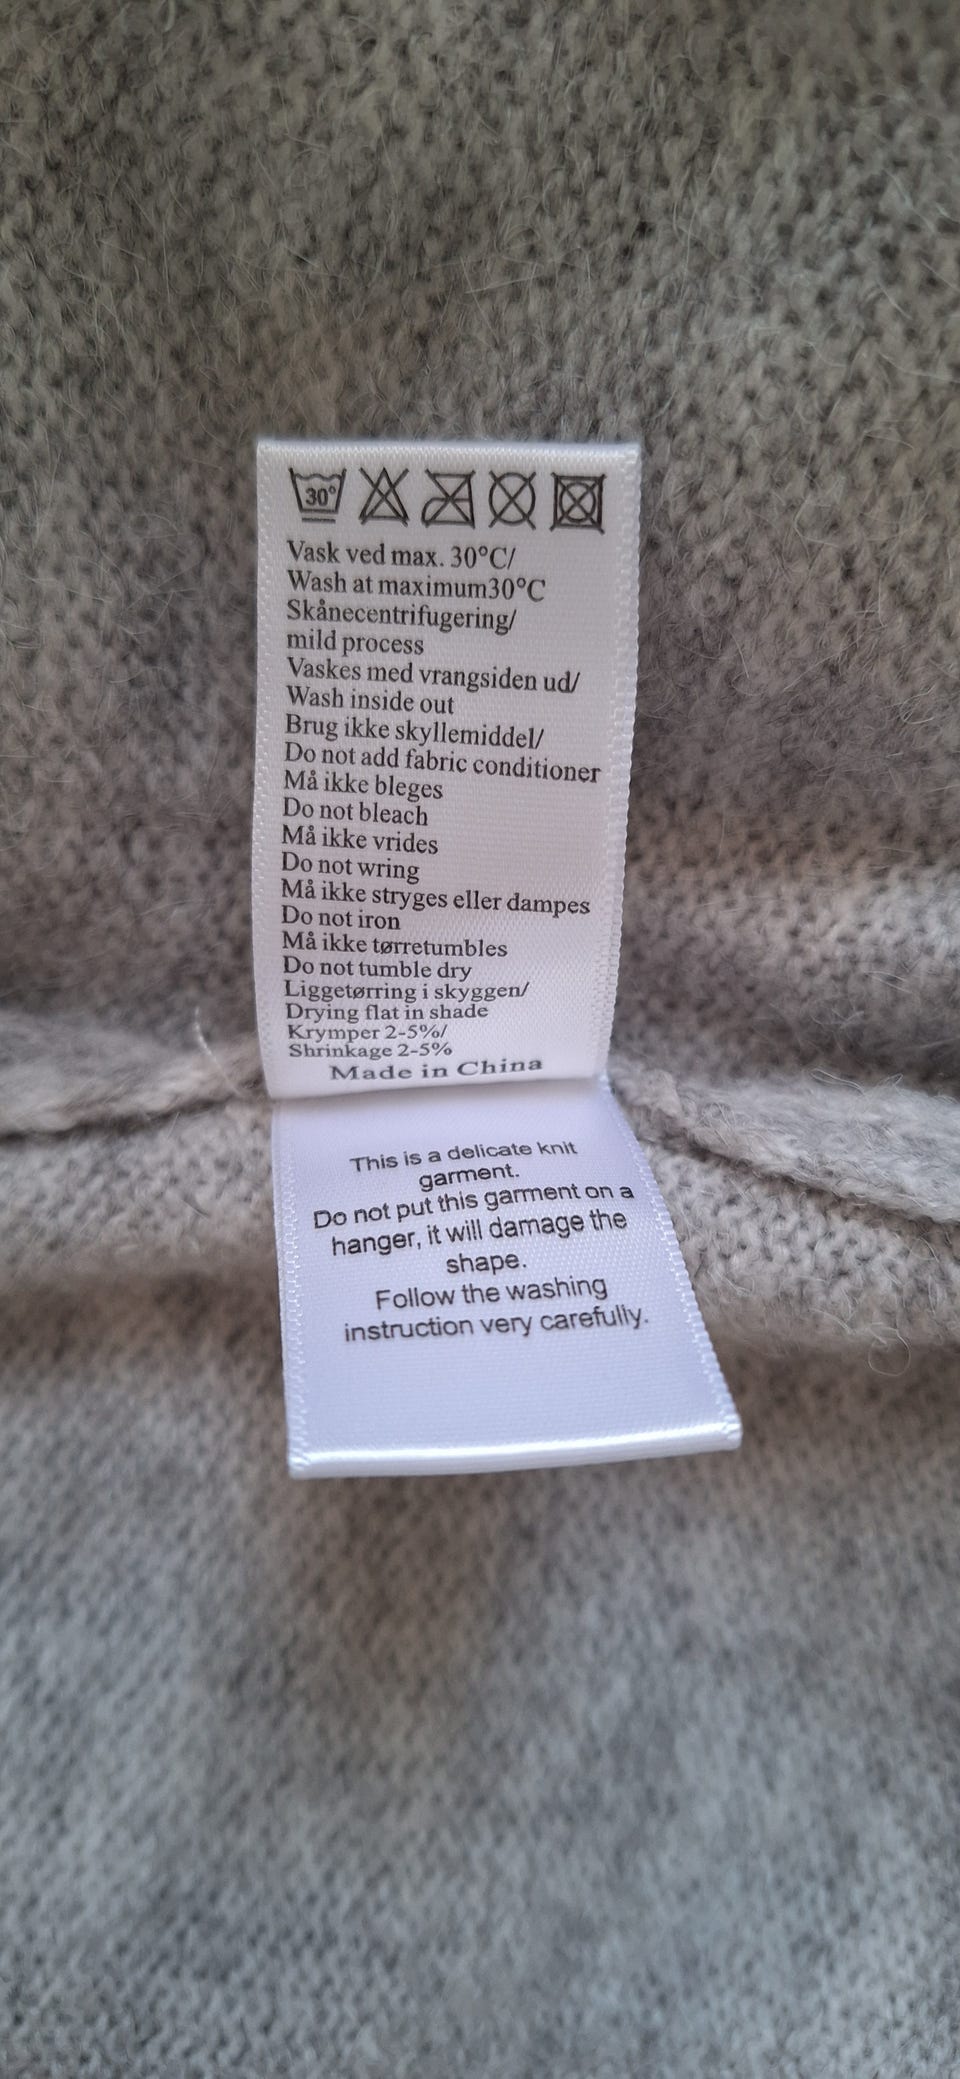 30°
Vask ved max. 30°C/
Wash at maximum30°C
Skånecentrifugering/
mild process
Vaskes med vrangsiden ud/
Wash inside out
Brug ikke skyllemiddel/
Do not add fabric conditioner
Må ikke bleges
Do not bleach
Må ikke vrides
Do not wring
Må ikke stryges eller dampes
Do not iron
Må ikke tørretumbles
Do not tumble dry
Liggetørring i skyggen/
Drying flat in shade
Krymper 2-5%/
Shrinkage 2-5%
Made in China
This is a delicate knit
garment.
Do not put this garment on a
hanger, it will damage the
shape.
Follow the washing
instruction very carefully.